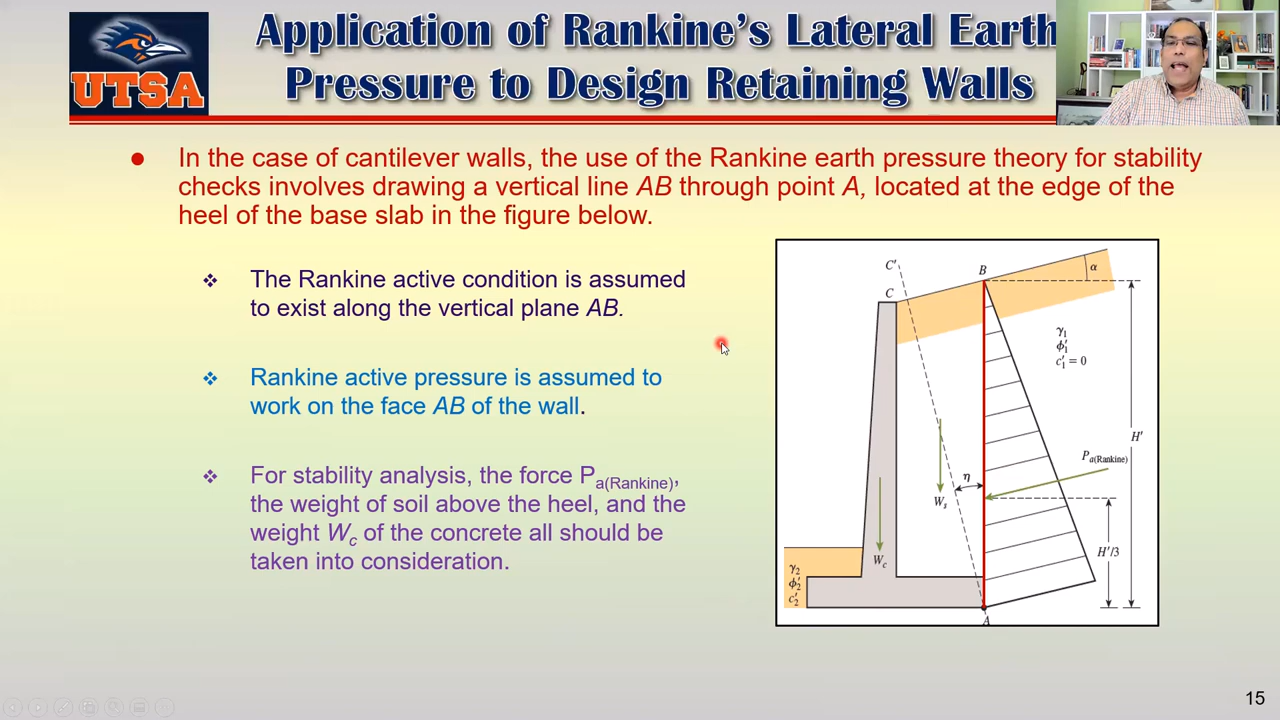 Application of Rankine's Lateral Earth
Pressure to Design Retaining Walls
UTSA
In the case of cantilever walls, the use of the Rankine earth pressure theory for stability
checks involves drawing a vertical line AB through point A, located at the edge of the
heel of the base slab in the figure below.
The Rankine active condition is assumed
to exist along the vertical plane AB.
Rankine active pressure is assumed to
work on the face AB of the wall.
For stability analysis, the force Pa(Rankine),
the weight of soil above the heel, and the
weight Wc of the concrete all should be
taken into consideration.
C′
B
α
C
γ1
ϕ′1
c′1 = 0
H′
Pa(Rankine)
η
Ws
H′/3
Wc
γ2
ϕ′2
c′2
A
15